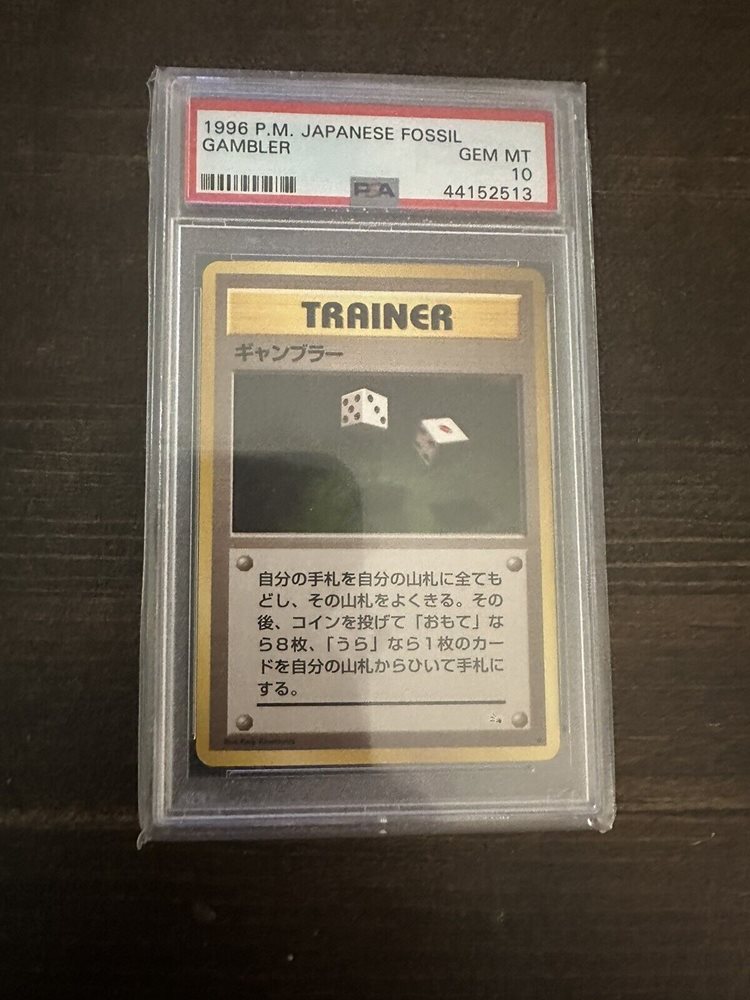 1996 P.M. JAPANESE FOSSIL
GAMBLER
GEM MT
10
PSA
44152513
TRAINER
ギャンブラー
自分の手札を自分の山札に全ても
どし、その山札をよくきる。その
後、コインを投げて「おもて」な
ら8枚、「うら」なら1枚のカー
ドを自分の山札からひいて手札に
する。